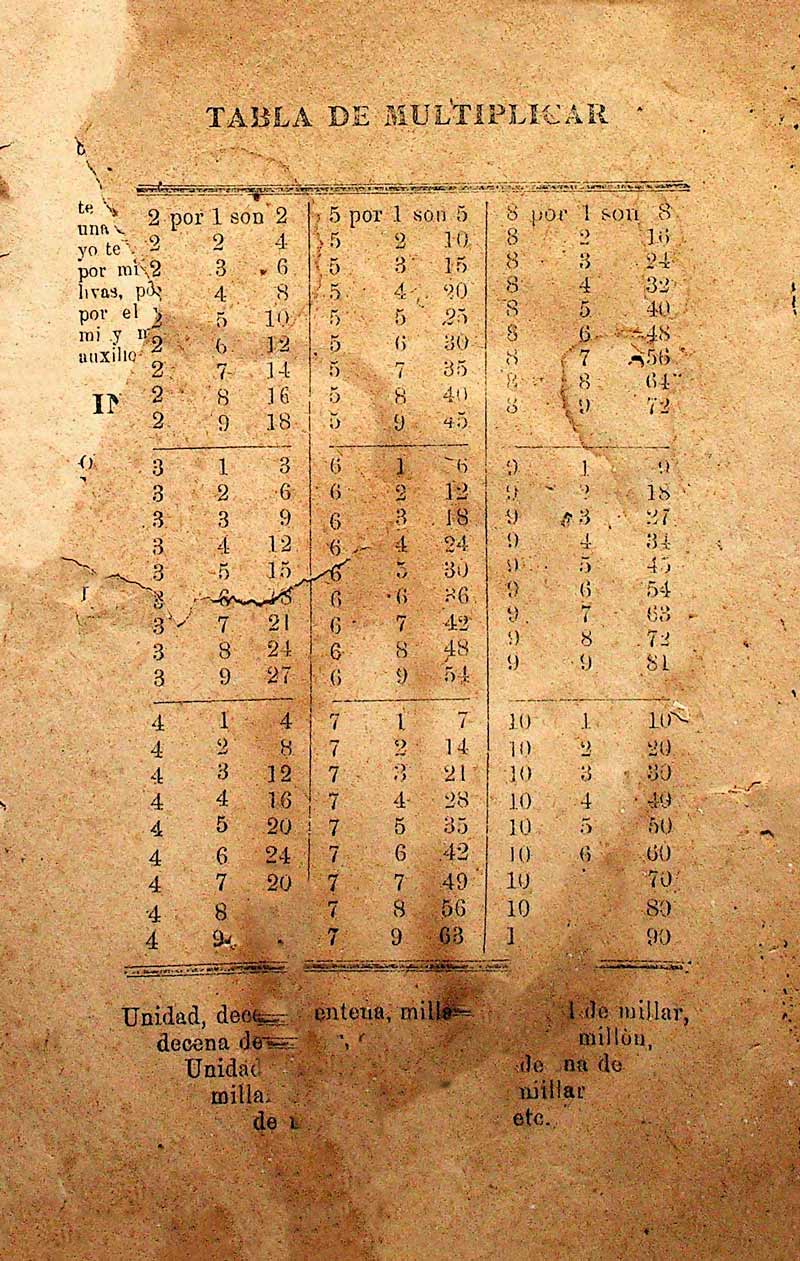 TABLA DE MULTIPLICAR
te
una
yo te
por mi
por el
mi y
auxilio
2 por 1 son 2
2 2 4
2 3 6
2 4 8
2 5 10
2 6 12
2 7 14
2 8 16
2 9 18
3 1 3
3 2 6
3 3 9
3 4 12
3 5 15
3 6 18
3 7 21
3 8 24
3 9 27
4 1 4
4 2 8
4 3 12
4 4 16
4 5 20
4 6 24
4 7 20
4 8
4 9
5 por 1 son 5
5 2 10
5 3 15
5 4 20
5 5 25
5 6 30
5 7 35
5 8 40
5 9 45
6 1 6
6 2 12
6 3 18
6 4 24
6 5 30
6 6 36
6 7 42
6 8 48
6 9 54
7 1 7
7 2 14
7 3 21
7 4 28
7 5 35
7 6 42
7 7 49
7 8 56
7 9 63
8 por 1 son 8
8 2 16
8 3 24
8 4 32
8 5 40
8 6 48
8 7 56
8 8 64
8 9 72
9 1 9
9 2 18
9 3 27
9 4 34
9 5 45
9 6 54
9 7 63
9 8 72
9 9 81
10 1 10
10 2 20
10 3 30
10 4 40
10 5 50
10 6 60
10 70
10 80
1 90
Unidad, entena, de millar,
decena de millòn,
Unidad de na de
milla millar
de etc.